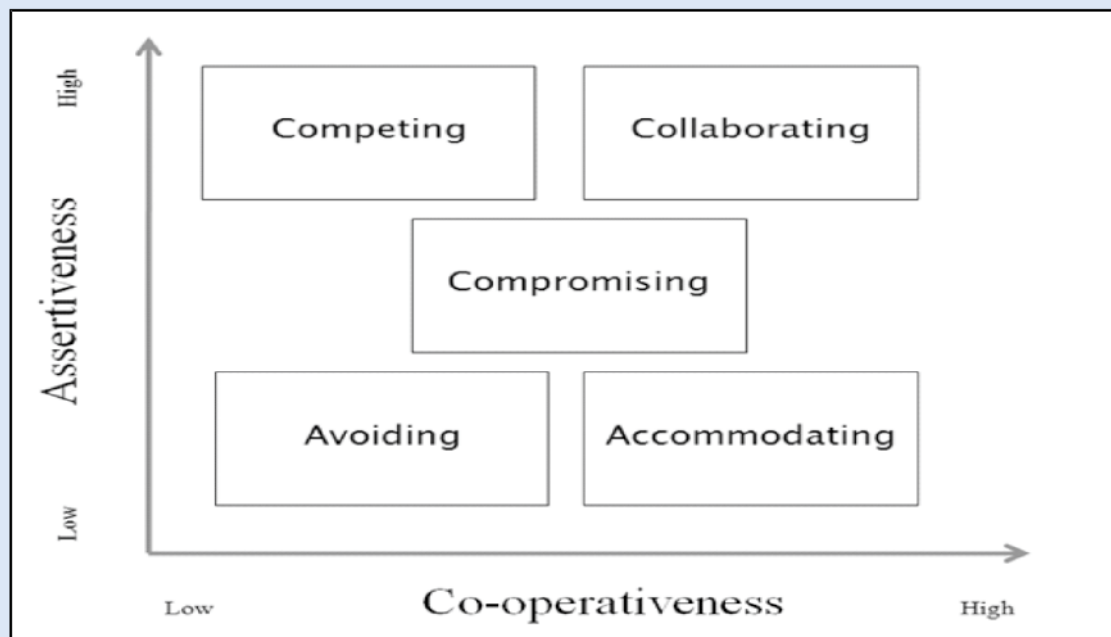 High
Competing
Collaborating
Assertiveness
Compromising
Avoiding
Accommodating
Low
Low
Co-operativeness
High